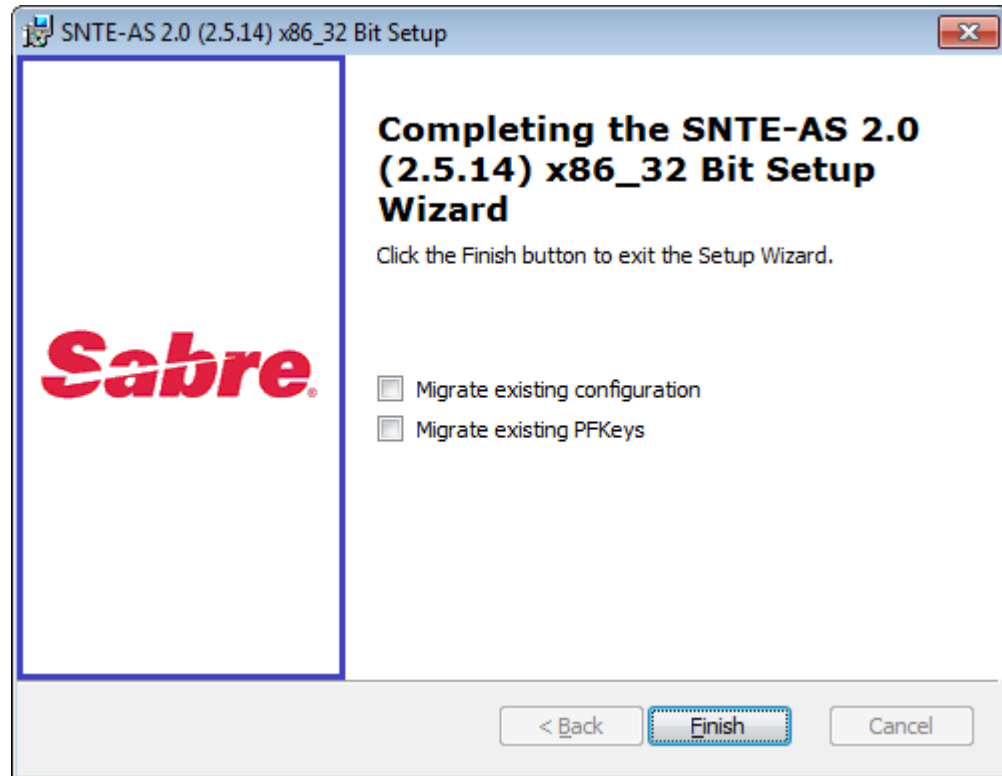 SNTE-AS 2.0 (2.5.14) x86_32 Bit Setup
Completing the SNTE-AS 2.0
(2.5.14) x86_32 Bit Setup
Wizard
Click the Finish button to exit the Setup Wizard.
Sabre.
Migrate existing configuration
Migrate existing PFKeys
< Back
Finish
Cancel